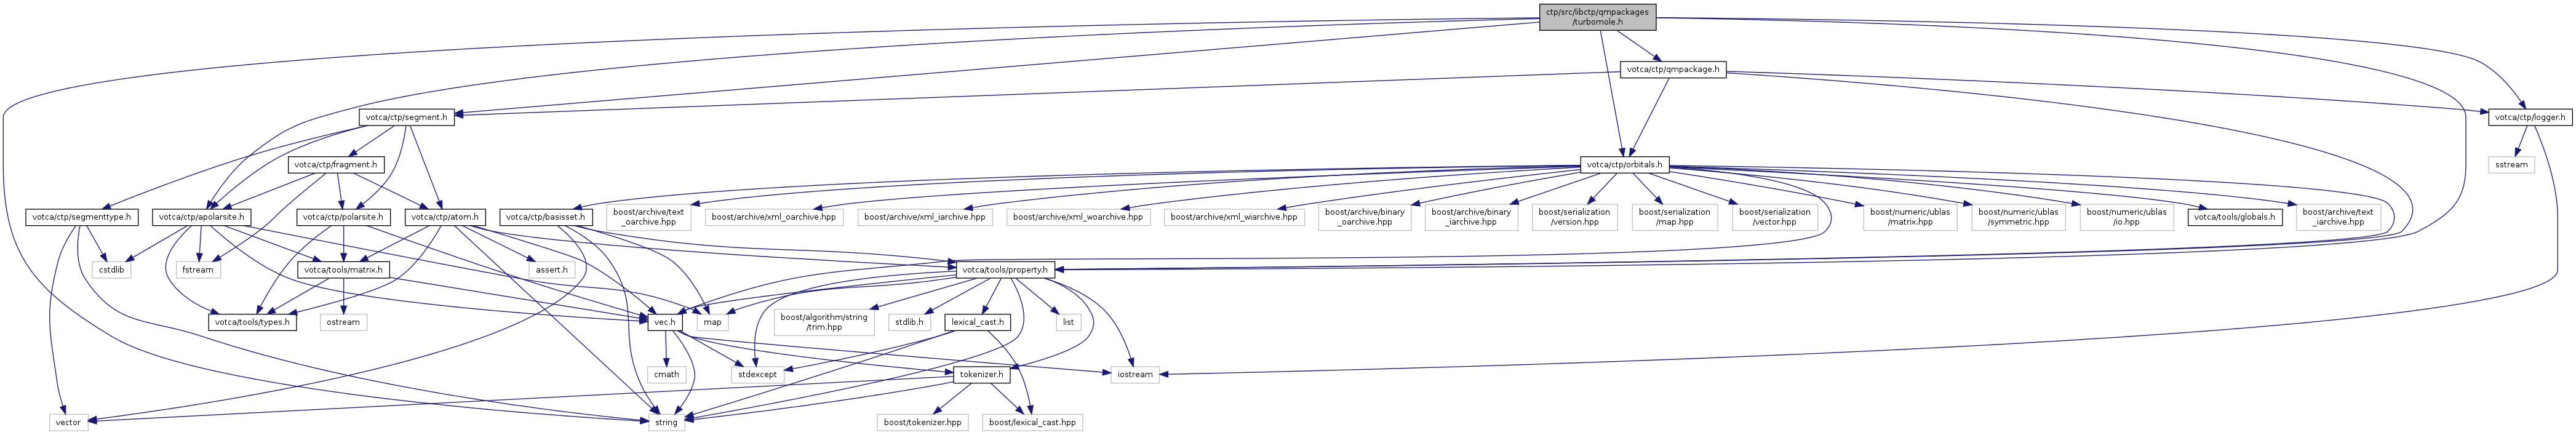 ctp/src/libctp/qmpackages
/turbomole.h
votca/ctp/qmpackage.h
votca/ctp/segment.h
votca/ctp/logger.h
votca/ctp/fragment.h
votca/ctp/orbitals.h
sstream
votca/ctp/segmenttype.h
votca/ctp/apolarsite.h
votca/ctp/polarsite.h
votca/ctp/atom.h
votca/ctp/basisset.h
boost/archive/text
_oarchive.hpp
boost/archive/xml_oarchive.hpp
boost/archive/xml_iarchive.hpp
boost/archive/xml_woarchive.hpp
boost/archive/xml_wiarchive.hpp
boost/archive/binary
_oarchive.hpp
boost/archive/binary
_iarchive.hpp
boost/serialization
/version.hpp
boost/serialization
/map.hpp
boost/serialization
/vector.hpp
boost/numeric/ublas
/matrix.hpp
boost/numeric/ublas
/symmetric.hpp
boost/numeric/ublas
/io.hpp
votca/tools/globals.h
boost/archive/text
_iarchive.hpp
cstdlib
fstream
votca/tools/matrix.h
assert.h
votca/tools/property.h
votca/tools/types.h
ostream
vec.h
map
boost/algorithm/string
/trim.hpp
stdlib.h
lexical_cast.h
list
cmath
stdexcept
tokenizer.h
iostream
vector
string
boost/tokenizer.hpp
boost/lexical_cast.hpp